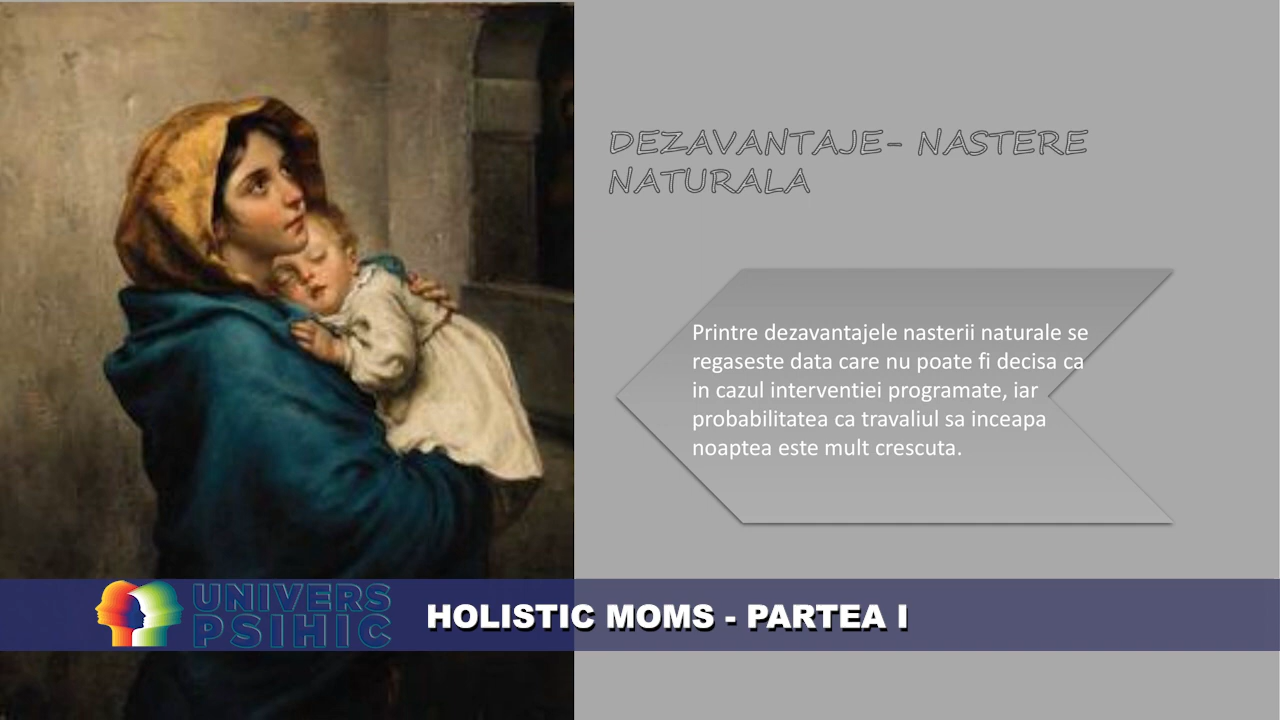 DEZAVANTAJE- NASTERE
NATURALA
Printre dezavantajele nasterii naturale se
regaseste data care nu poate fi decisa ca
in cazul interventiei programate, iar
probabilitatea ca travaliul sa inceapa
noaptea este mult crescuta.
UNIVERS
PSIHIC
HOLISTIC MOMS - PARTEA I